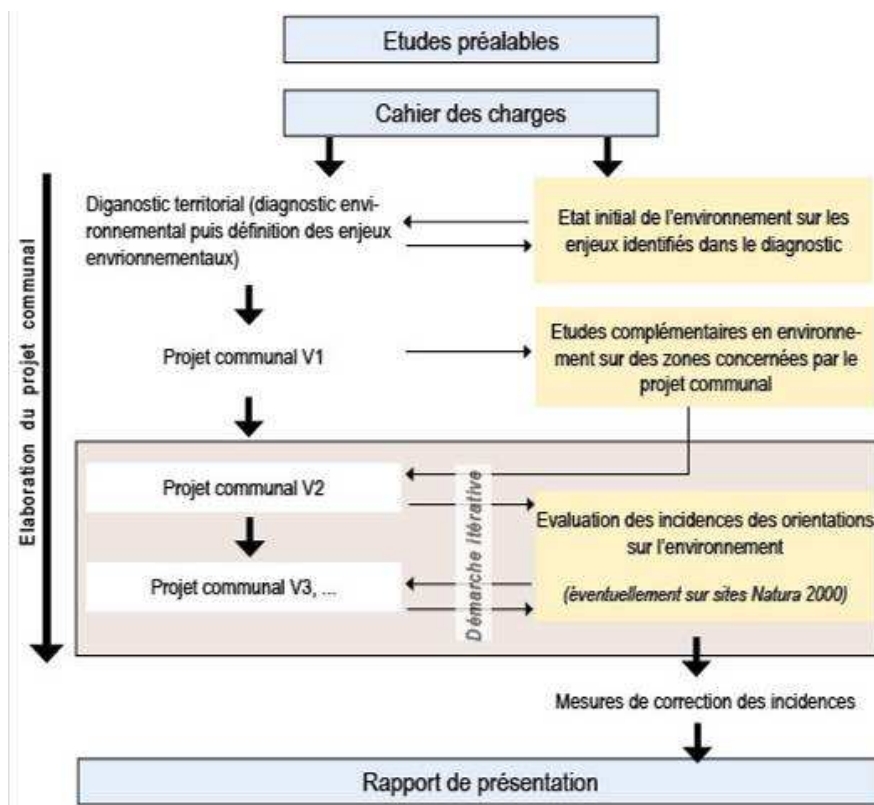 Etudes préalables
Cahier des charges
Diganostic territorial (diagnostic envi-
ronnemental puis définition des enjeux
envrionnementaux)
Etat initial de l'environnement sur les
enjeux identifiés dans le diagnostic
Elaboration du projet communal
Projet communal V1
Etudes complémentaires en environne-
ment sur des zones concernées par le
projet communal
Projet communal V2
Démarche itérative
Evaluation des incidences des orientations
sur l'environnement
Projet communal V3, ...
(éventuellement sur sites Natura 2000)
Mesures de correction des incidences
Rapport de présentation